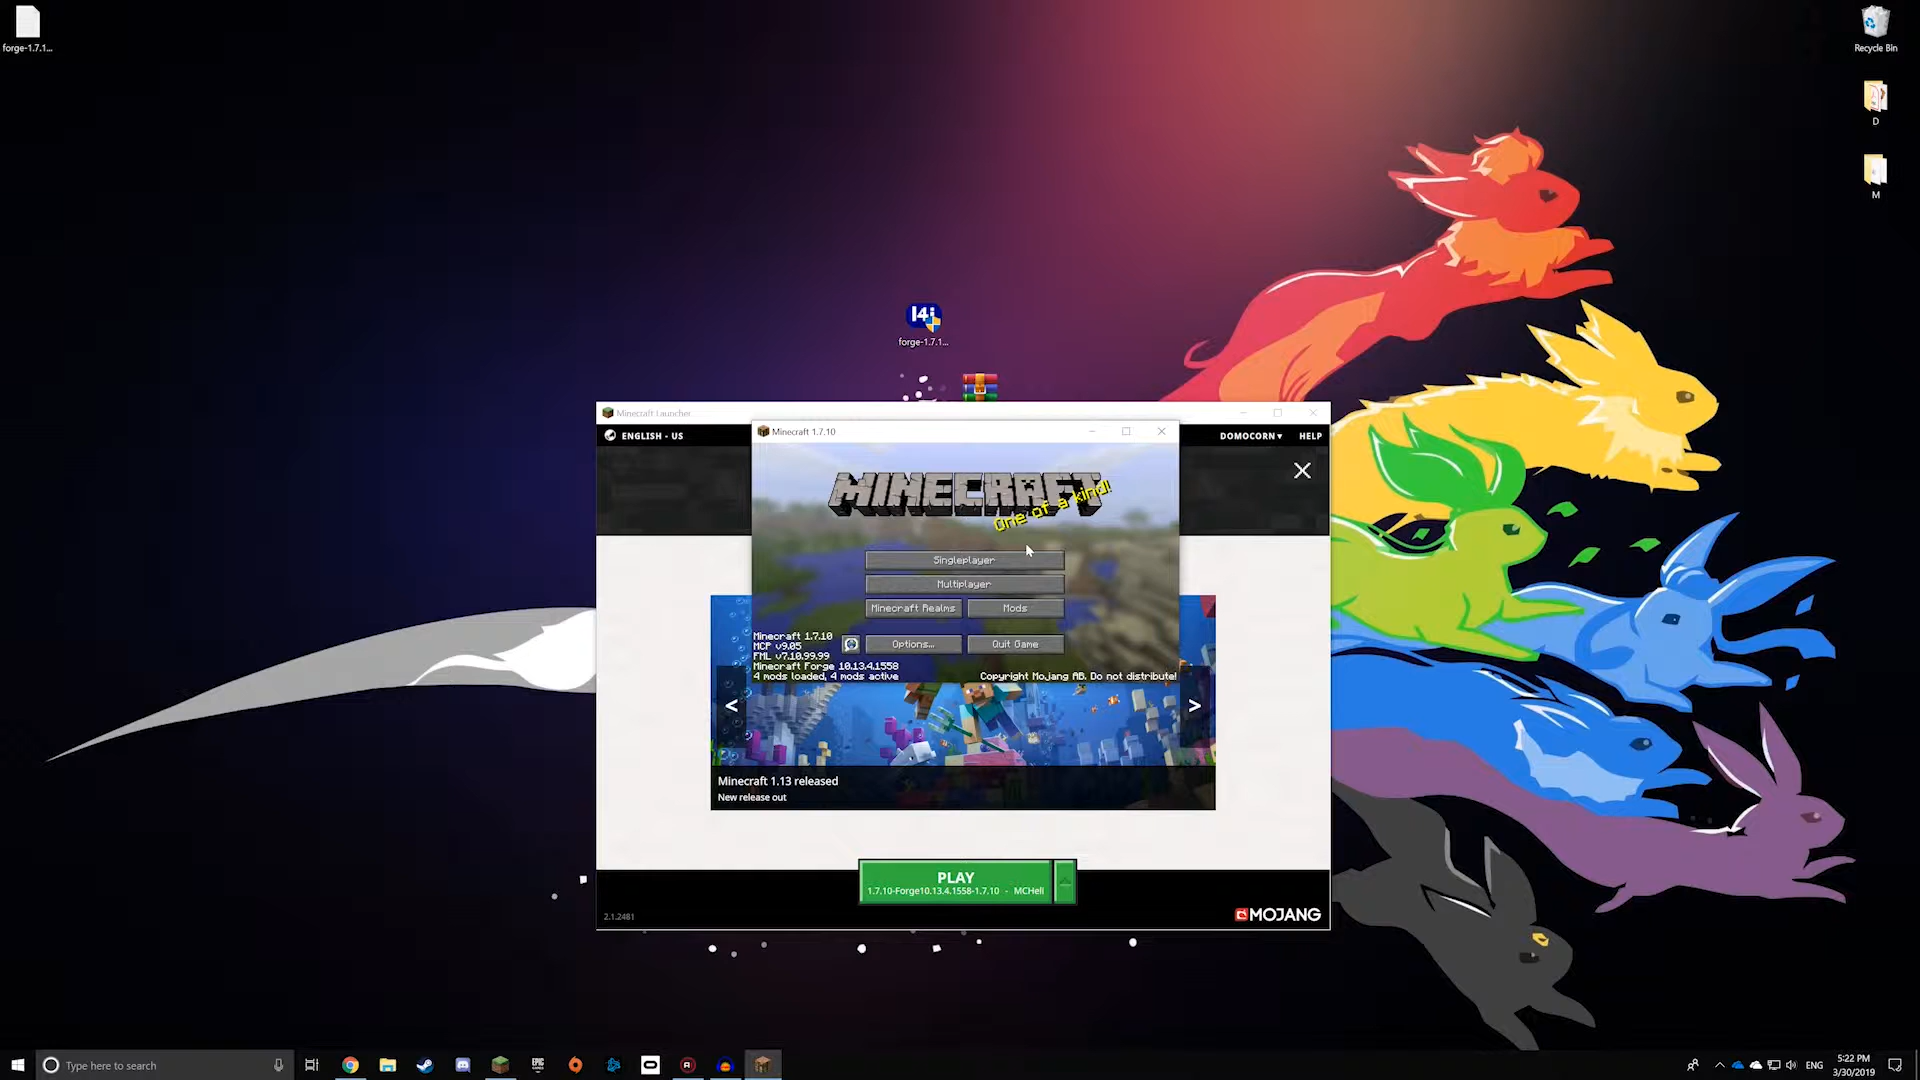 forge-1.7.1...
Recycle Bin
D
M
forge-1.7.1...
Minecraft Launcher
ENGLISH - US
DOMOCORN
HELP
Minecraft 1.7.10
MINECRAFT
One of a kind!
Singleplayer
Multiplayer
Minecraft Realms
Mods
Options...
Quit Game
Minecraft 1.7.10
MCP v9.05
FML v7.10.99.99
Minecraft Forge 10.13.4.1558
4 mods loaded, 4 mods active
Copyright Mojang AB. Do not distribute!
<
>
Minecraft 1.13 released
New release out
PLAY
1.7.10-Forge10.13.4.1558-1.7.10 - MCHeli
2.1.2481
MOJANG
Type here to search
EPIC GAMES
ENG
5:22 PM
3/30/2019